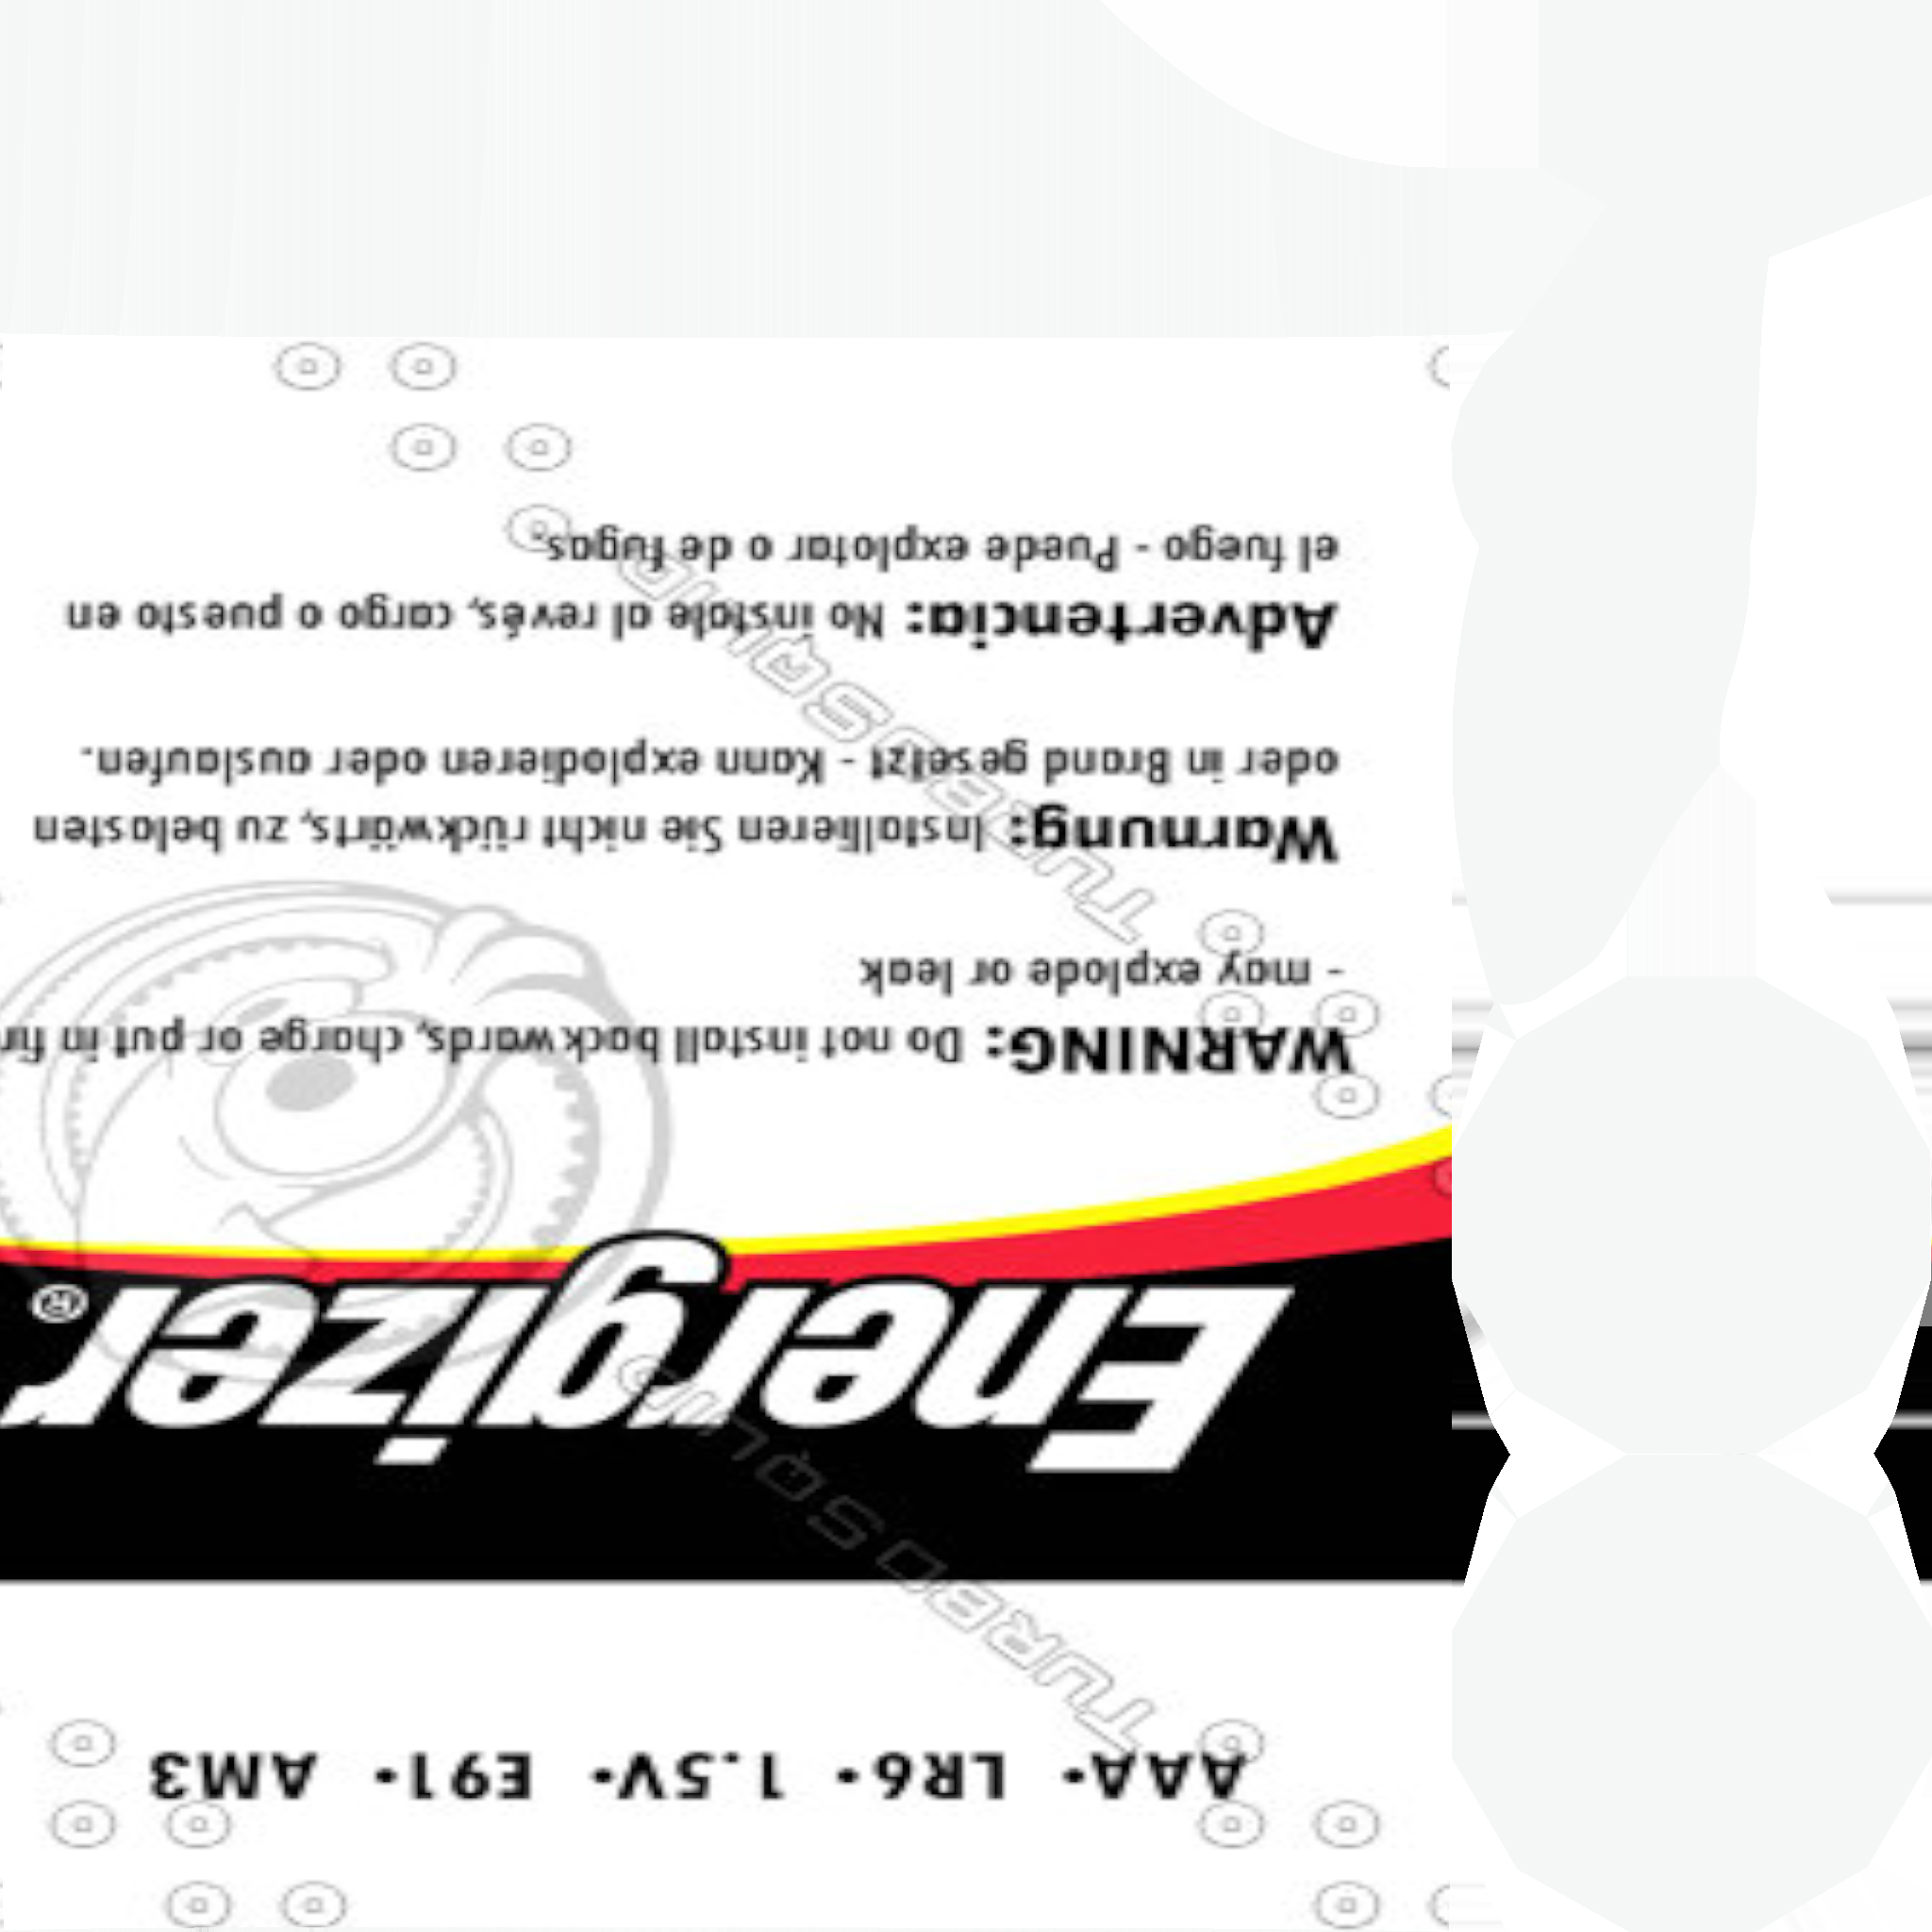 AAA• LR6• 1.5V• E91• AM3
TURBO
Energizer®
WARNING: Do not install backwards, charge or put in fir
- may explode or leak
Warnung: Installieren Sie nicht rückwärts, zu belasten
oder in Brand gesetzt - Kann explodieren oder auslaufen.
TURBOSQUID
Advertencia: No instale al revés, cargo o puesto en
el fuego - Puede explotar o de fugas.